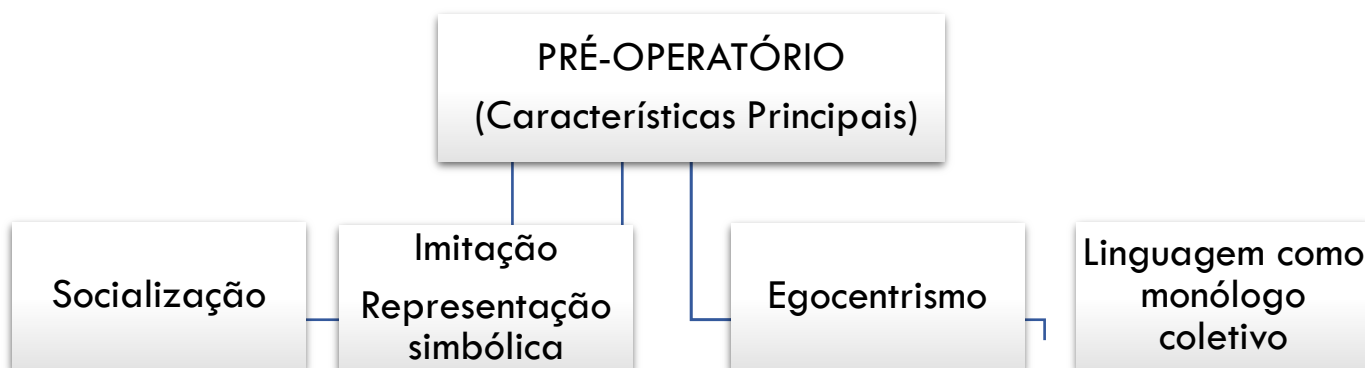 PRÉ-OPERATÓRIO
(Características Principais)
Socialização
Imitação
Representação
simbólica
Egocentrismo
Linguagem como
monólogo
coletivo